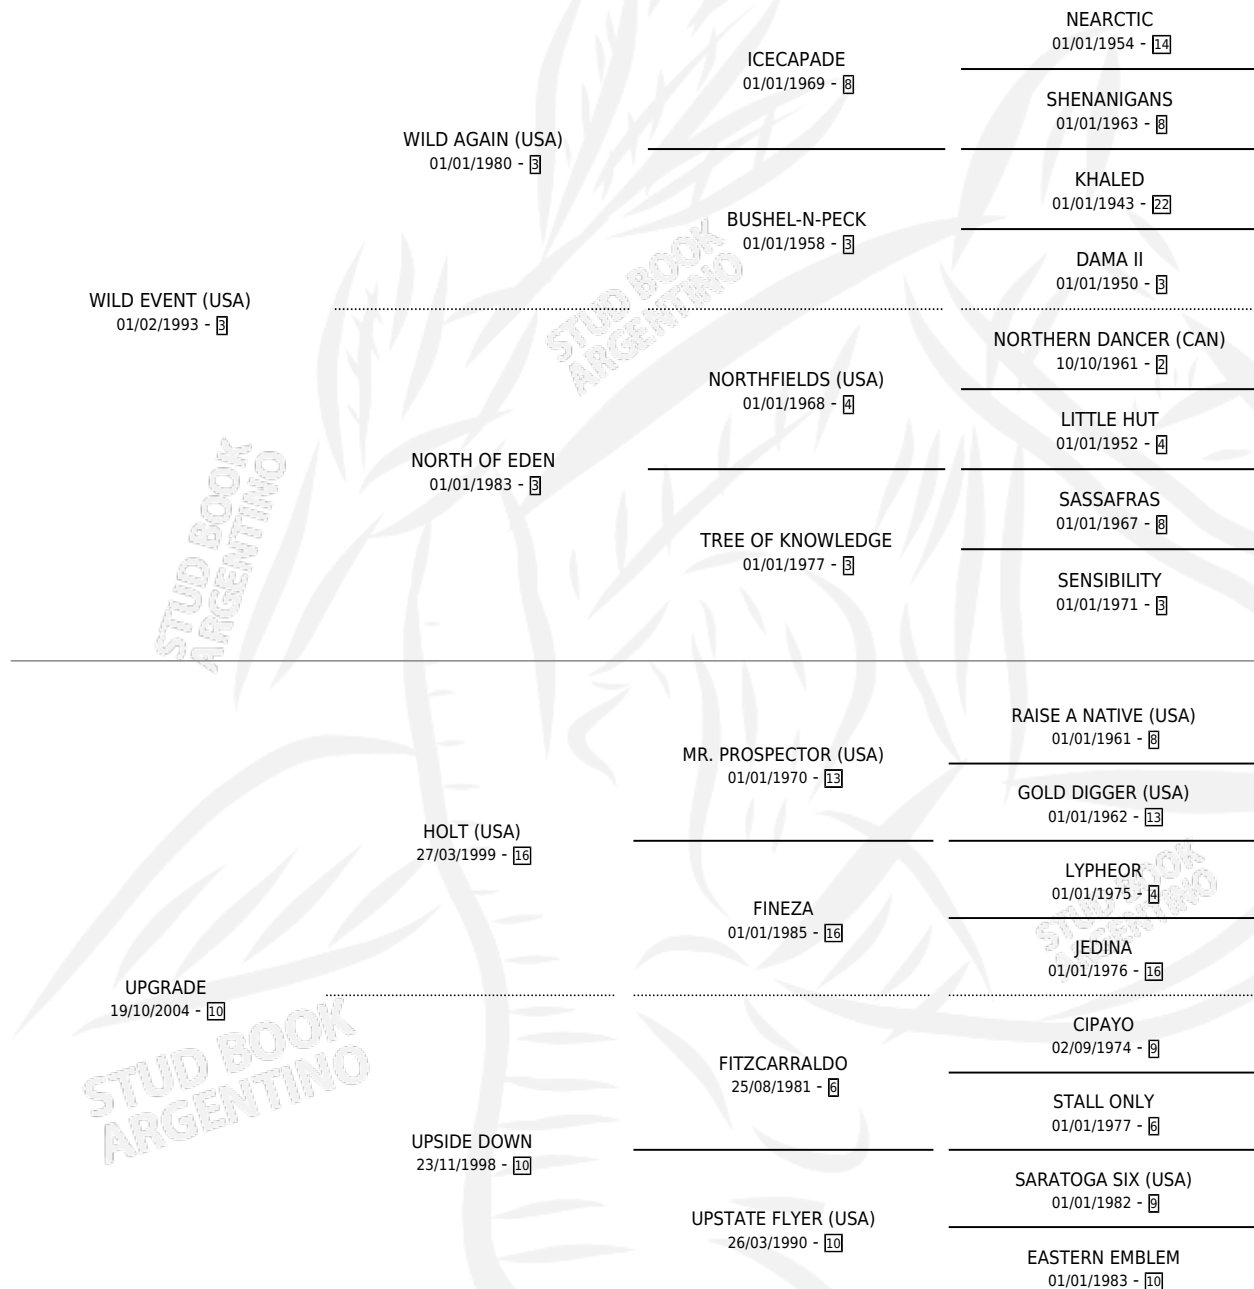 NEARCTIC
01/01/1954 - 14
ICECAPADE
01/01/1969 - 8
SHENANIGANS
01/01/1963 - 8
WILD AGAIN (USA)
01/01/1980 - 3
KHALED
01/01/1943 - 22
BUSHEL-N-PECK
01/01/1958 - 3
DAMA II
01/01/1950 - 3
WILD EVENT (USA)
01/02/1993 - 3
STUD BOOK
ARGENTINO
NORTHERN DANCER (CAN)
10/10/1961 - 2
NORTHFIELDS (USA)
01/01/1968 - 4
LITTLE HUT
01/01/1952 - 4
NORTH OF EDEN
01/01/1983 - 3
SASSAFRAS
01/01/1967 - 8
TREE OF KNOWLEDGE
01/01/1977 - 3
SENSIBILITY
01/01/1971 - 3
STUD BOOK
ARGENTINO
RAISE A NATIVE (USA)
01/01/1961 - 8
MR. PROSPECTOR (USA)
01/01/1970 - 13
GOLD DIGGER (USA)
01/01/1962 - 13
HOLT (USA)
27/03/1999 - 16
LYPHEOR
01/01/1975 - 4
FINEZA
01/01/1985 - 16
JEDINA
01/01/1976 - 16
STUD BOOK
ARGENTINO
UPGRADE
19/10/2004 - 10
STUD BOOK
ARGENTINO
CIPAYO
02/09/1974 - 9
FITZCARRALDO
25/08/1981 - 6
STALL ONLY
01/01/1977 - 6
UPSIDE DOWN
23/11/1998 - 10
SARATOGA SIX (USA)
01/01/1982 - 9
UPSTATE FLYER (USA)
26/03/1990 - 10
EASTERN EMBLEM
01/01/1983 - 10